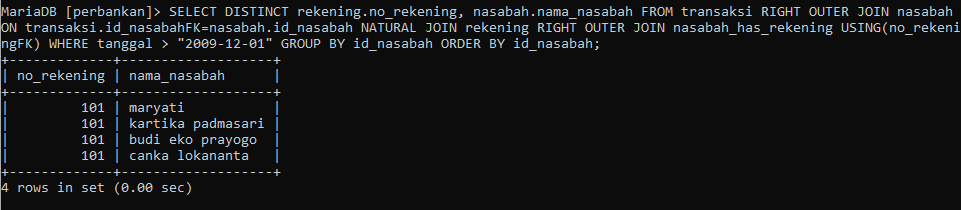 MariaDB [perbankan]> SELECT DISTINCT rekening.no_rekening, nasabah.nama_nasabah FROM transaksi RIGHT OUTER JOIN nasabah
ON transaksi.id_nasabahFK=nasabah.id_nasabah NATURAL JOIN rekening RIGHT OUTER JOIN nasabah_has_rekening USING(no_rekeni
ngFK) WHERE tanggal > "2009-12-01" GROUP BY id_nasabah ORDER BY id_nasabah;
+-------------+-------------------+
| no_rekening | nama_nasabah      |
+-------------+-------------------+
|         101 | maryati           |
|         101 | kartika padmasari |
|         101 | budi eko prayogo  |
|         101 | canka lokananta   |
+-------------+-------------------+
4 rows in set (0.00 sec)